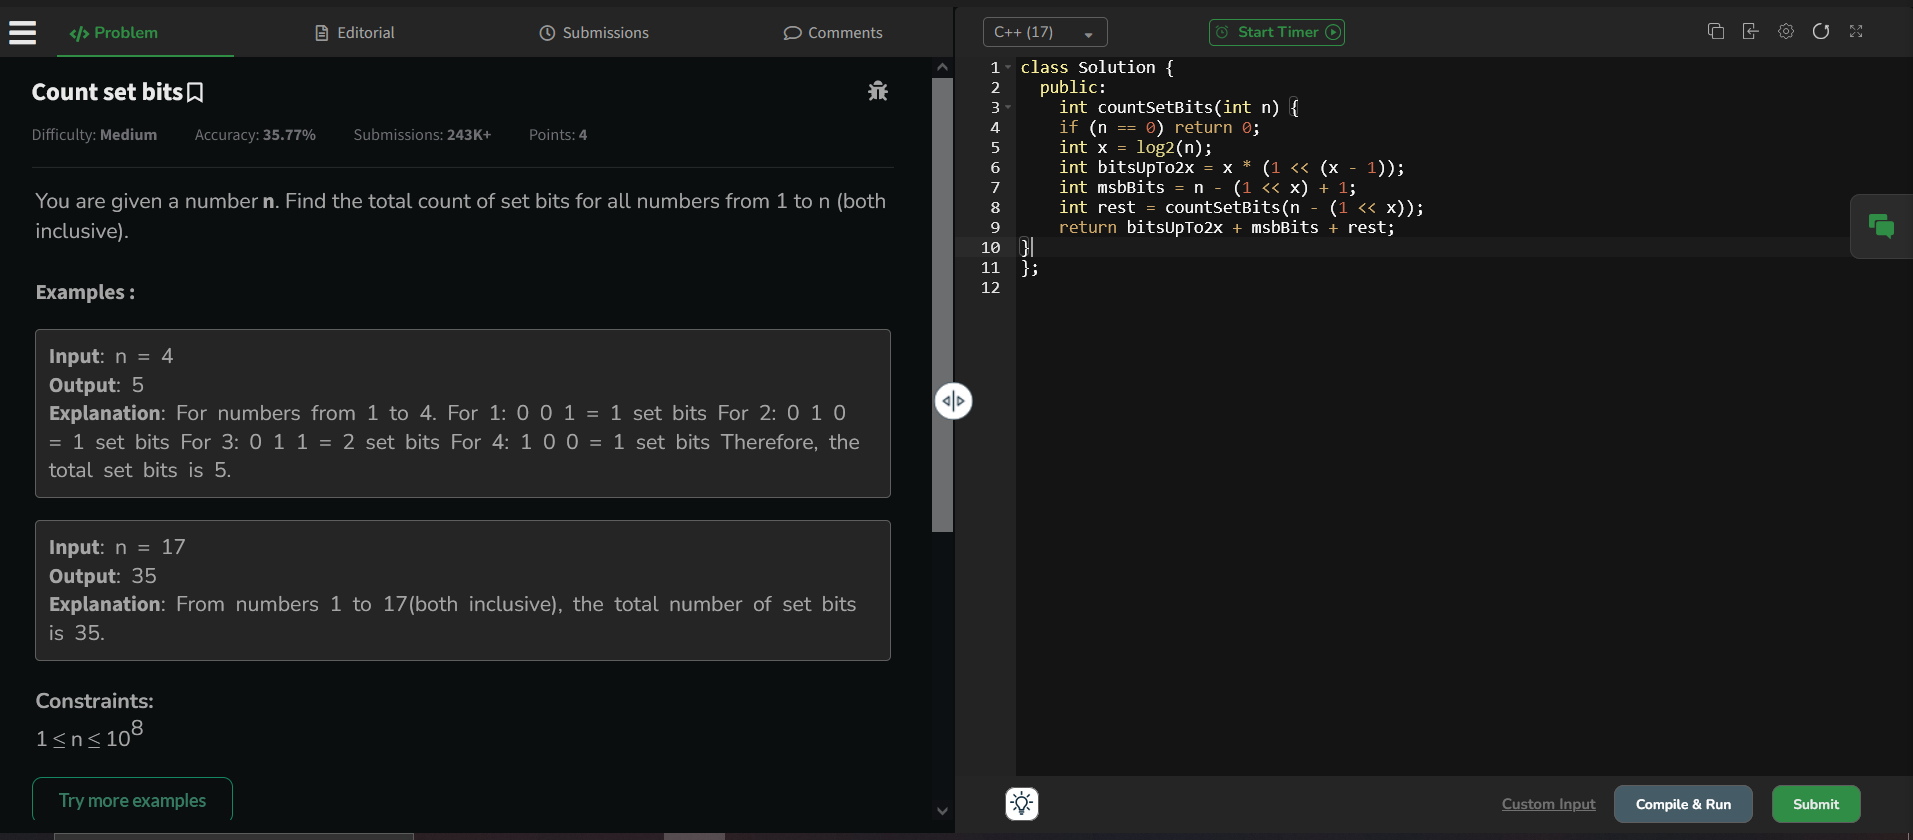 </> Problem
Editorial
Submissions
Comments
Count set bits
Difficulty: Medium Accuracy: 35.77% Submissions: 243K+ Points: 4
You are given a number n. Find the total count of set bits for all numbers from 1 to n (both
inclusive).
Examples :
Input: n = 4
Output: 5
Explanation: For numbers from 1 to 4. For 1: 0 0 1 = 1 set bits For 2: 0 1 0
= 1 set bits For 3: 0 1 1 = 2 set bits For 4: 1 0 0 = 1 set bits Therefore, the
total set bits is 5.
Input: n = 17
Output: 35
Explanation: From numbers 1 to 17(both inclusive), the total number of set bits
is 35.
Constraints:
1 ≤ n ≤ 10⁸
Try more examples
C++ (17)
Start Timer
1 class Solution {
2   public:
3     int countSetBits(int n) {
4     if (n == 0) return 0;
5     int x = log2(n);
6     int bitsUpTo2x = x * (1 << (x - 1));
7     int msbBits = n - (1 << x) + 1;
8     int rest = countSetBits(n - (1 << x));
9     return bitsUpTo2x + msbBits + rest;
10 }
11 };
12
Custom Input
Compile & Run
Submit